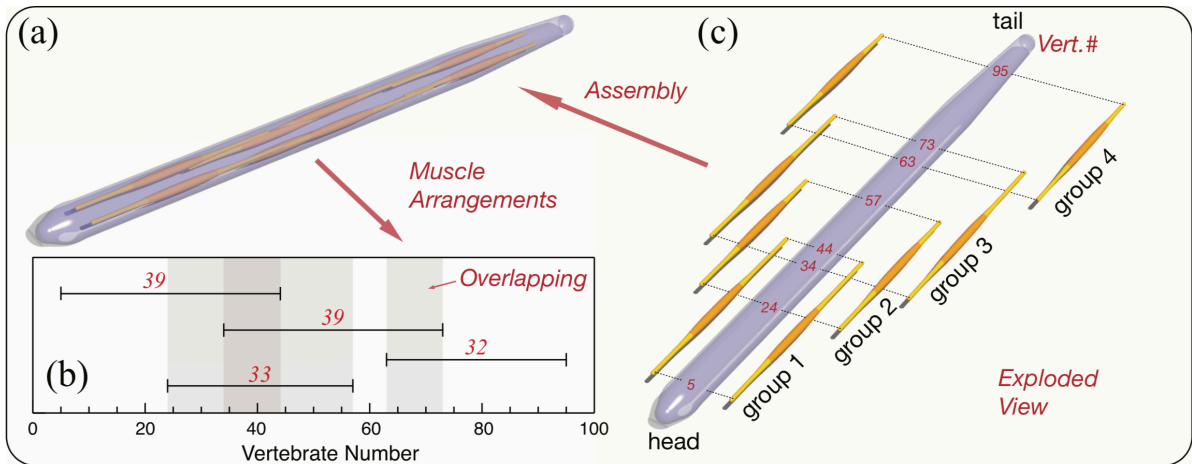 (a)
(c)
tail
Vert.#
95
Assembly
73
63
group 4
Muscle
Arrangements
57
44
group 3
34
group 2
24
group 1
5
head
Exploded
View
Overlapping
39
39
32
33
(b)
0 20 40 60 80 100
Vertebrate Number